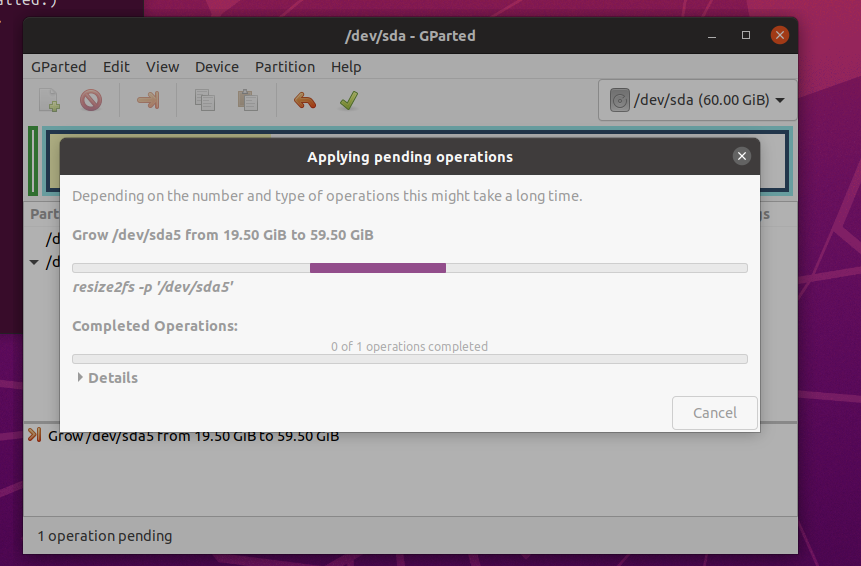 /dev/sda - GParted
GParted Edit View Device Partition Help
/dev/sda (60.00 GiB)
Applying pending operations
Depending on the number and type of operations this might take a long time.
Grow /dev/sda5 from 19.50 GiB to 59.50 GiB
resize2fs -p '/dev/sda5'
Completed Operations:
0 of 1 operations completed
Details
Cancel
Grow /dev/sda5 from 19.50 GiB to 59.50 GiB
1 operation pending